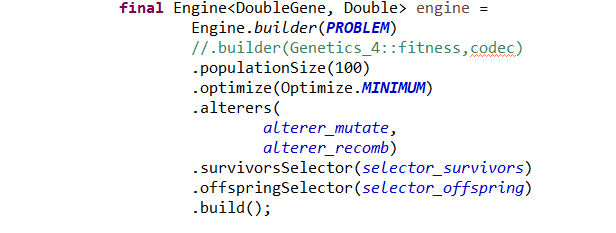 final Engine<DoubleGene, Double> engine =
Engine.builder(PROBLEM)
//.builder(Genetics_4::fitness,codec)
.populationSize(100)
.optimize(Optimize.MINIMUM)
.alterers(
alterer_mutate,
alterer_recomb)
.survivorsSelector(selector_survivors)
.offspringSelector(selector_offspring)
.build();